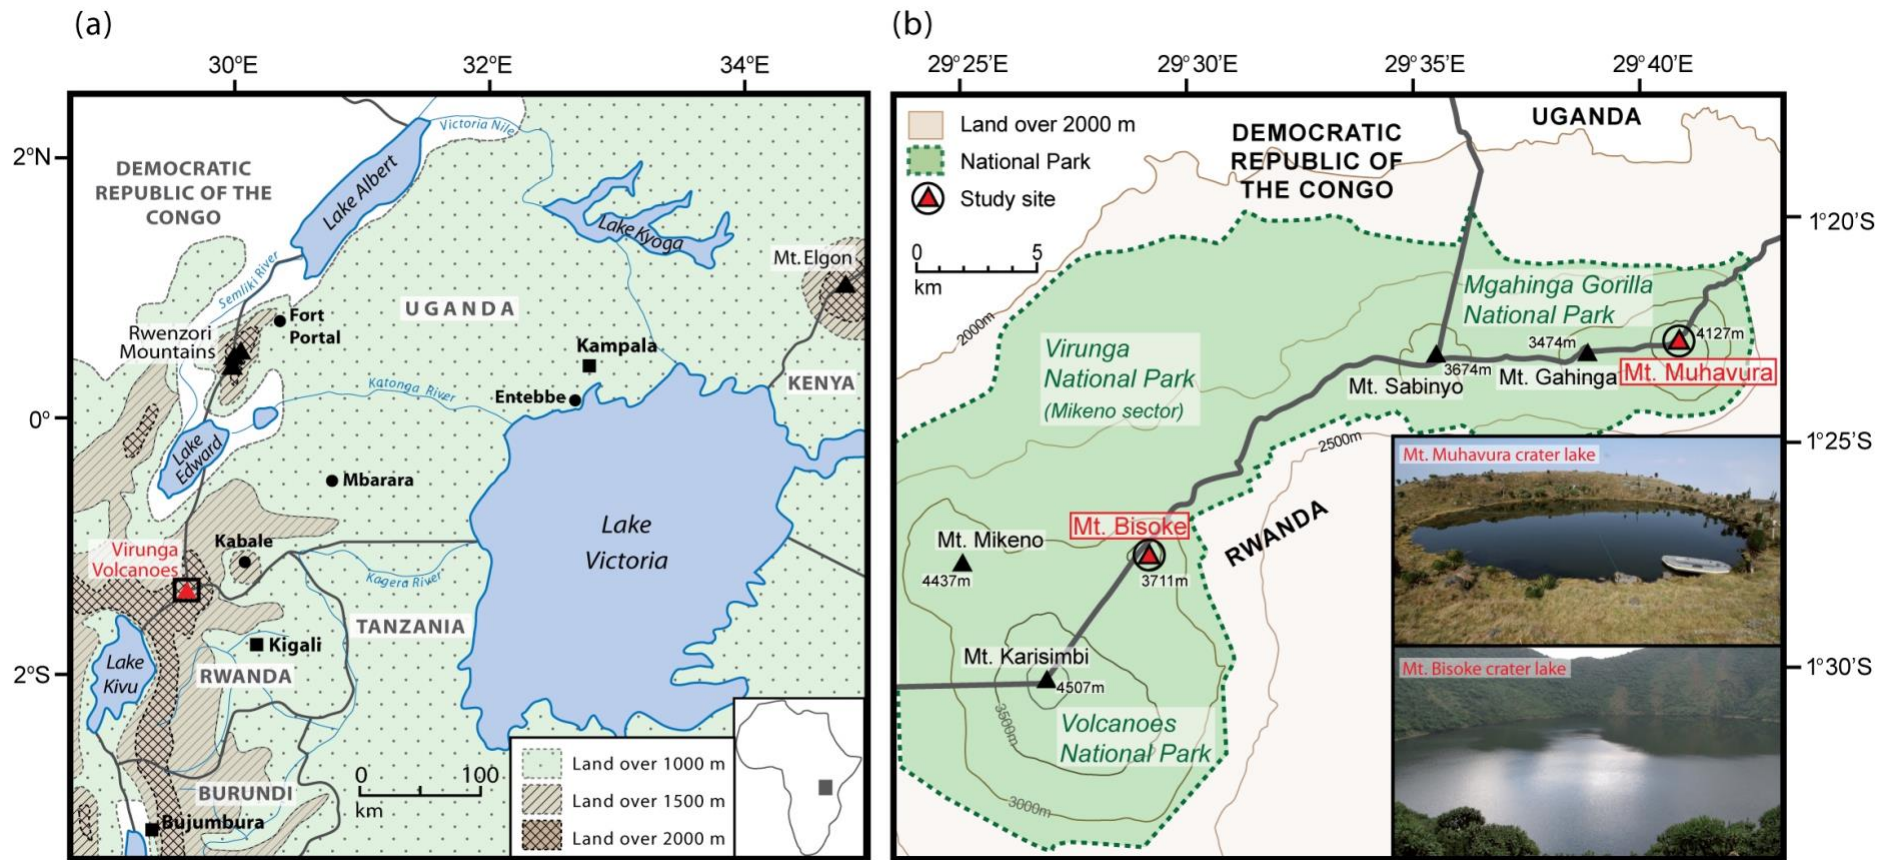 (a)
30°E
32°E
34°E
2°N
0°
2°S
Victoria Nile
DEMOCRATIC
REPUBLIC OF THE
CONGO
Lake Albert
Lake Kyoga
Mt. Elgon
Semliki River
UGANDA
Fort
Portal
Rwenzori
Mountains
Kampala
Katonga River
KENYA
Entebbe
Lake
Edward
Mbarara
Lake
Victoria
Kabale
Virunga
Volcanoes
Kagera River
TANZANIA
Kigali
Lake
Kivu
RWANDA
BURUNDI
0
100
km
Bujumbura
Land over 1000 m
Land over 1500 m
Land over 2000 m
(b)
29°25'E
29°30'E
29°35'E
29°40'E
1°20'S
1°25'S
1°30'S
Land over 2000 m
National Park
Study site
0
5
km
DEMOCRATIC
REPUBLIC OF
THE CONGO
UGANDA
2000m
Mgahinga Gorilla
National Park
Virunga
National Park
(Mikeno sector)
3474m
4127m
3674m
Mt. Sabinyo
Mt. Gahinga
Mt. Muhavura
2500m
Mt. Muhavura crater lake
RWANDA
Mt. Bisoke
3711m
Mt. Mikeno
4437m
Mt. Karisimbi
4507m
3500m
Volcanoes
National Park
3000m
Mt. Bisoke crater lake